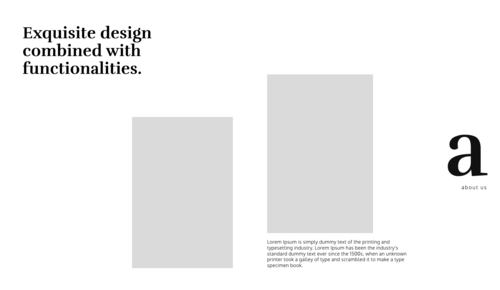 Exquisite design
combined with
functionalities.
a
about us
Lorem Ipsum is simply dummy text of the printing and
typesetting industry. Lorem Ipsum has been the industry's
standard dummy text ever since the 1500s, when an unknown
printer took a galley of type and scrambled it to make a type
specimen book.